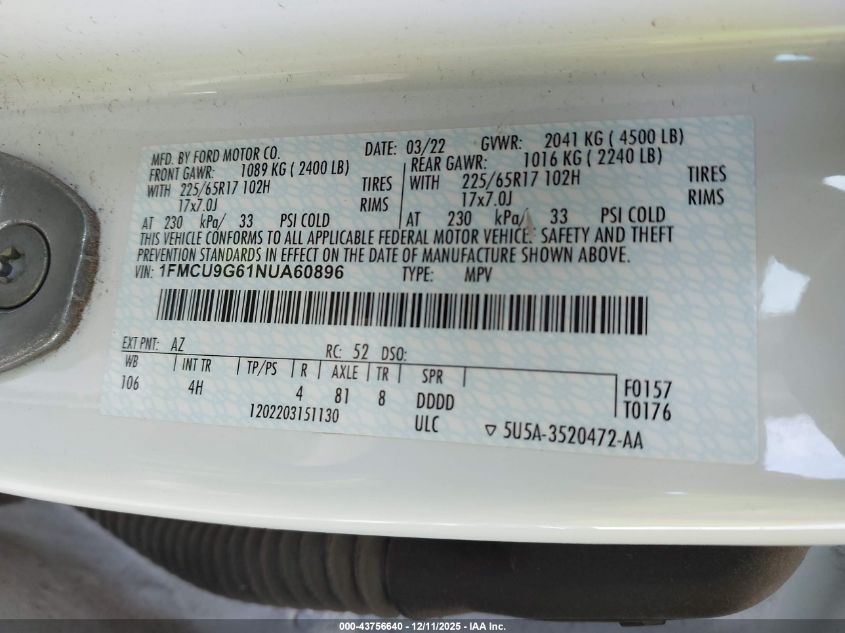 MFD. BY FORD MOTOR CO. DATE: 03/22 GVWR: 2041 KG ( 4500 LB)
FRONT GAWR: 1089 KG ( 2400 LB) REAR GAWR: 1016 KG ( 2240 LB)
WITH 225/65R17 102H TIRES WITH 225/65R17 102H TIRES
17x7.0J RIMS 17x7.0J RIMS
AT 230 kPa/ 33 PSI COLD AT 230 kPa/ 33 PSI COLD
THIS VEHICLE CONFORMS TO ALL APPLICABLE FEDERAL MOTOR VEHICLE SAFETY AND THEFT
PREVENTION STANDARDS IN EFFECT ON THE DATE OF MANUFACTURE SHOWN ABOVE.
VIN: 1FMCU9G61NUA60896 TYPE: MPV
EXT PNT: AZ RC: 52 DSO:
WB INT TR TP/PS R AXLE TR SPR
106 4H 4 81 8 DDDD F0157
1202203151130 ULC T0176
▽ 5U5A-3520472-AA
000-43756640 - 12/11/2025 - IAA Inc.